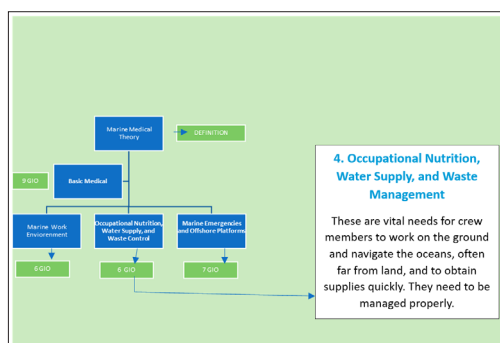 Marine Medical
Theory
DEFINITION
9 GIO
Basic Medical
Marine Work
Enviorement
Occupational Nutrition,
Water Supply, and
Waste Control
Marine Emergencies
and Offshore Platforms
6 GIO
6 GIO
7 GIO
4. Occupational Nutrition,
Water Supply, and Waste
Management
These are vital needs for crew
members to work on the ground
and navigate the oceans, often
far from land, and to obtain
supplies quickly. They need to be
managed properly.